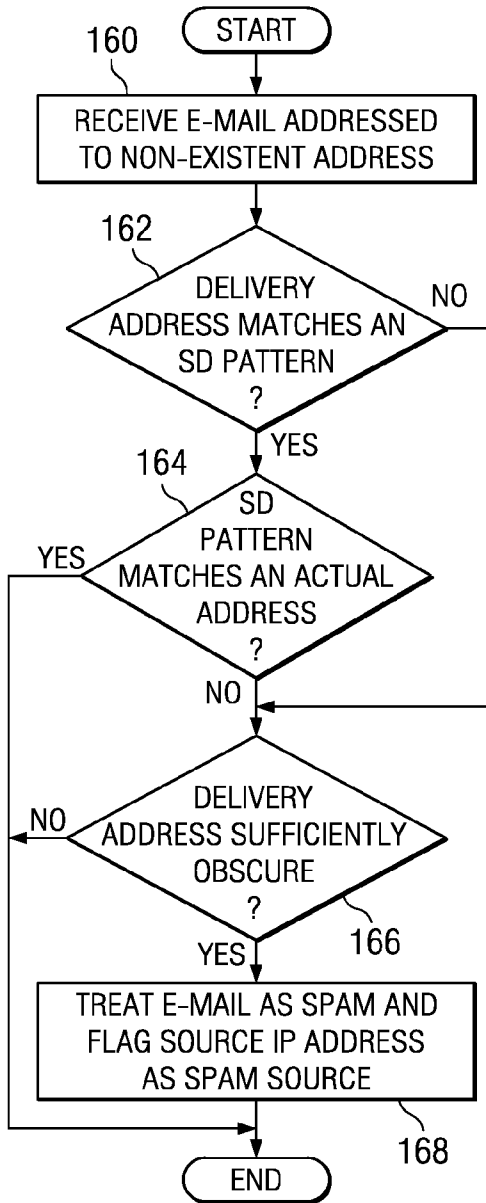 START
160
RECEIVE E-MAIL ADDRESSED
TO NON-EXISTENT ADDRESS
162
DELIVERY
ADDRESS MATCHES AN
SD PATTERN
?
NO
YES
164
SD
PATTERN
MATCHES AN ACTUAL
ADDRESS
?
YES
NO
DELIVERY
ADDRESS SUFFICIENTLY
OBSCURE
?
NO
166
YES
TREAT E-MAIL AS SPAM AND
FLAG SOURCE IP ADDRESS
AS SPAM SOURCE
168
END